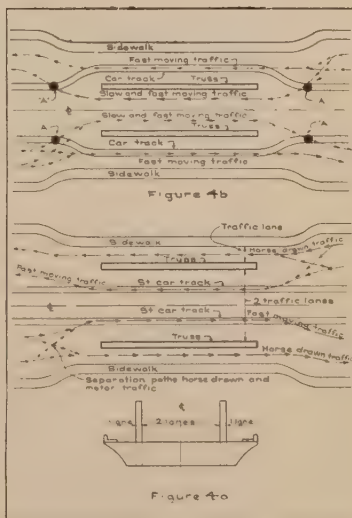 Sidewalk
Fast moving traffic
Car track Truss
"A" Slow and fast moving traffic A
A Slow and fast moving traffic "A"
Truss
Car track
Fast moving traffic
Sidewalk
Figure 4b
Traffic lane
Sidewalk Horse drawn traffic
Truss
Fast moving traffic
St car track
2 traffic lanes
St car track Fast moving traffic
Truss
Horse drawn traffic
Sidewalk
Separation paths horse drawn and
motor traffic
2 lanes
Figure 4a